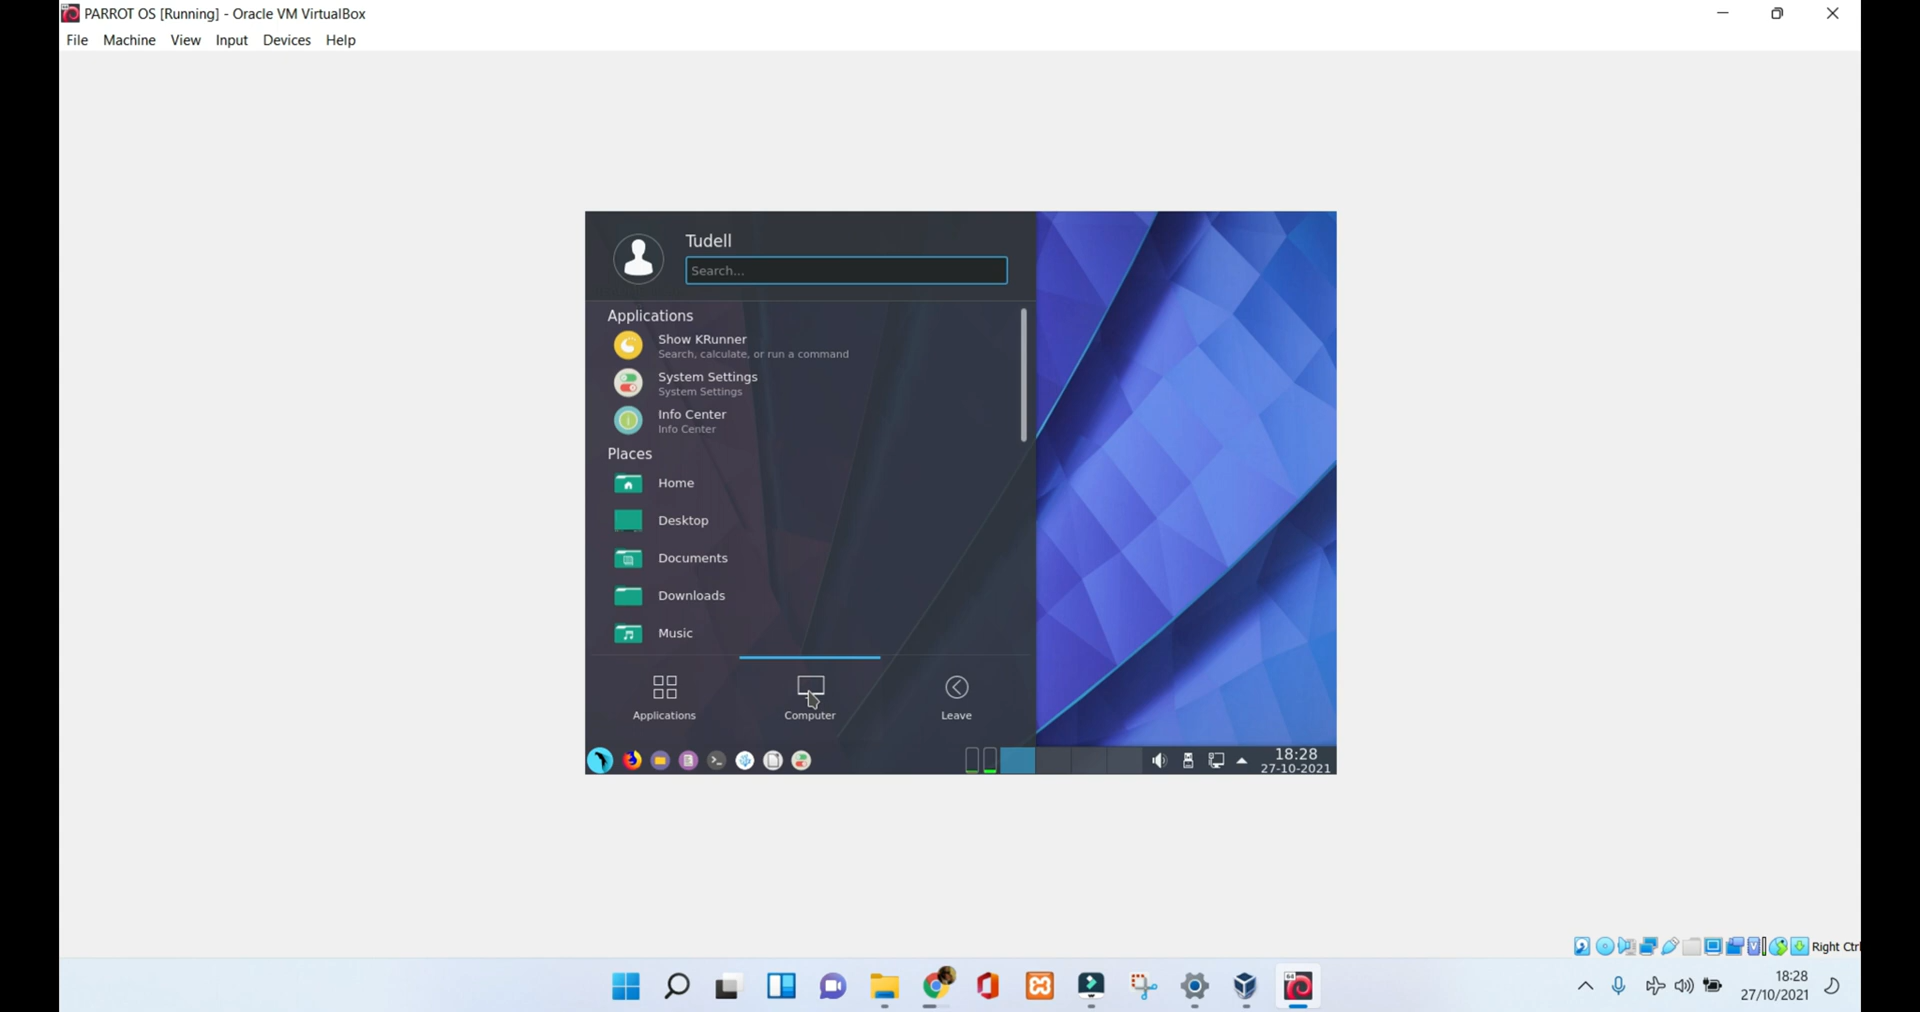 PARROT OS [Running] - Oracle VM VirtualBox
File Machine View Input Devices Help
Tudell
Search...
Applications
Show KRunner
Search, calculate, or run a command
System Settings
System Settings
Info Center
Info Center
Places
Home
Desktop
Documents
Downloads
Music
Applications Computer Leave
18:28
27-10-2021
Right Ctrl
18:28
27/10/2021